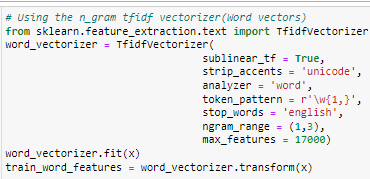 # Using the n_gram tfidf vectorizer(Word vectors)
from sklearn.feature_extraction.text import TfidfVectorizer
word_vectorizer = TfidfVectorizer(
sublinear_tf = True,
strip_accents = 'unicode',
analyzer = 'word',
token_pattern = r'\w{1,}',
stop_words = 'english',
ngram_range = (1,3),
max_features = 17000)
word_vectorizer.fit(x)
train_word_features = word_vectorizer.transform(x)